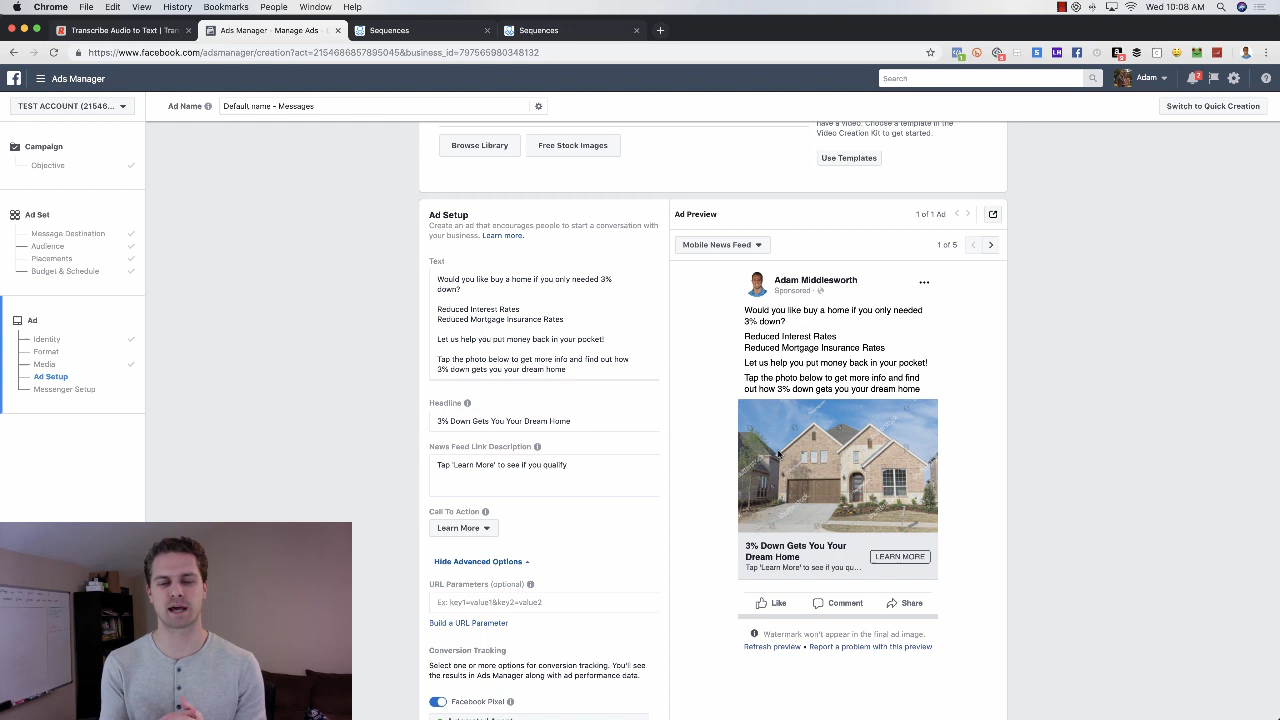 Chrome File Edit View History Bookmarks People Window Help
Wed 10:08 AM
Transcribe Audio to Text | Tran
Ads Manager - Manage Ads - C
Sequences
Sequences
https://www.facebook.com/adsmanager/creation?act=2154686857895045&business_id=797565980348132
Ads Manager
Search
Adam
2
TEST ACCOUNT (21546...
Ad Name
Default name - Messages
Switch to Quick Creation
Campaign
Objective
Ad Set
Message Destination
Audience
Placements
Budget & Schedule
Ad
Identity
Format
Media
Ad Setup
Messenger Setup
have a video. Choose a template in the
Video Creation Kit to get started.
Browse Library
Free Stock Images
Use Templates
Ad Setup
Create an ad that encourages people to start a conversation with
your business. Learn more.
Text
Would you like buy a home if you only needed 3%
down?
Reduced Interest Rates
Reduced Mortgage Insurance Rates
Let us help you put money back in your pocket!
Tap the photo below to get more info and find out how
3% down gets you your dream home
Headline
3% Down Gets You Your Dream Home
News Feed Link Description
Tap 'Learn More' to see if you qualify
Call To Action
Learn More
Hide Advanced Options
URL Parameters (optional)
Ex: key1=value1&key2=value2
Build a URL Parameter
Conversion Tracking
Select one or more options for conversion tracking. You'll see
the results in Ads Manager along with ad performance data.
Facebook Pixel
Ad Preview
1 of 1 Ad
Mobile News Feed
1 of 5
Adam Middlesworth
Sponsored
Would you like buy a home if you only needed
3% down?
Reduced Interest Rates
Reduced Mortgage Insurance Rates
Let us help you put money back in your pocket!
Tap the photo below to get more info and find
out how 3% down gets you your dream home
shutterstock
3% Down Gets You Your
Dream Home
Tap 'Learn More' to see if you qu...
LEARN MORE
Like
Comment
Share
Watermark won't appear in the final ad image.
Refresh preview • Report a problem with this preview